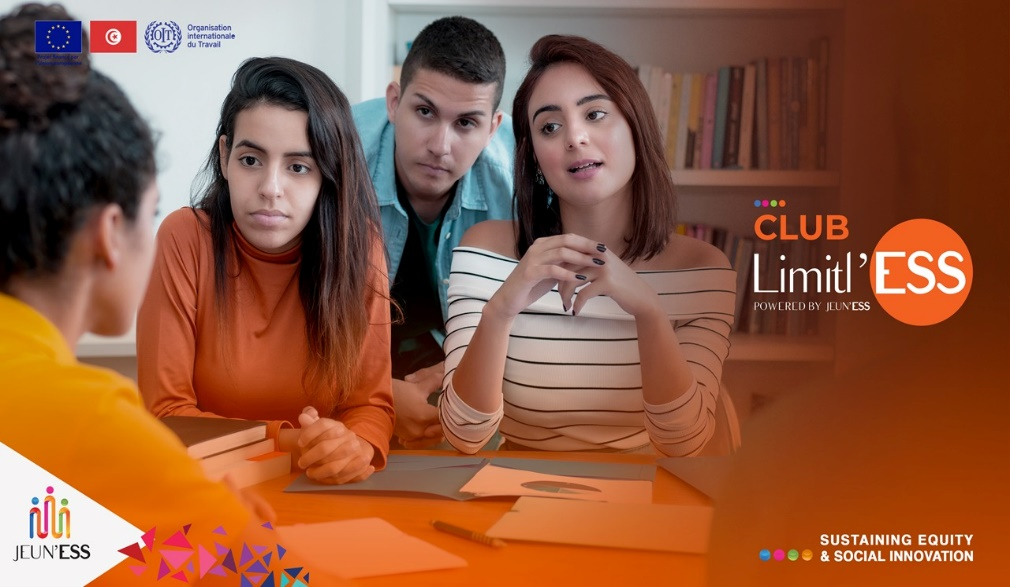 Organisation
internationale
du Travail
CLUB
Limitl'ESS
POWERED BY JEUN'ESS
JEUN'ESS
SUSTAINING EQUITY
& SOCIAL INNOVATION